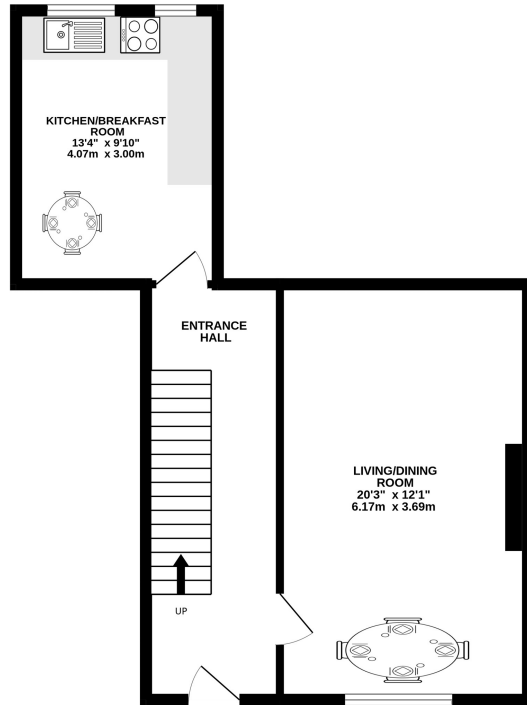 KITCHEN/BREAKFAST
ROOM
13'4" x 9'10"
4.07m x 3.00m
ENTRANCE
HALL
LIVING/DINING
ROOM
20'3" x 12'1"
6.17m x 3.69m
UP